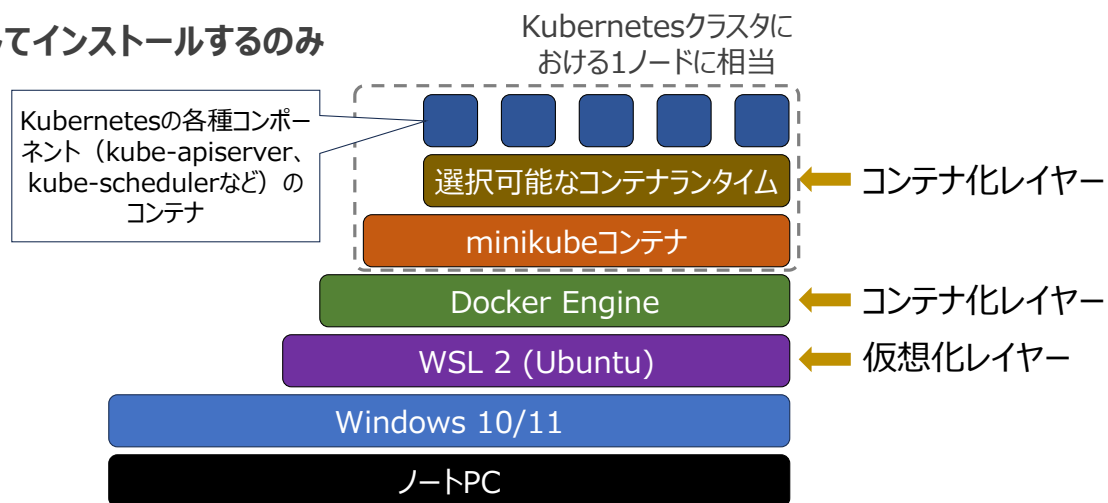 てインストールするのみ
Kubernetesクラスタに
おける1ノードに相当
Kubernetesの各種コンポー
ネント（kube-apiserver、
kube-schedulerなど）の
コンテナ
選択可能なコンテナランタイム
コンテナ化レイヤー
minikubeコンテナ
Docker Engine
コンテナ化レイヤー
WSL 2 (Ubuntu)
仮想化レイヤー
Windows 10/11
ノートPC